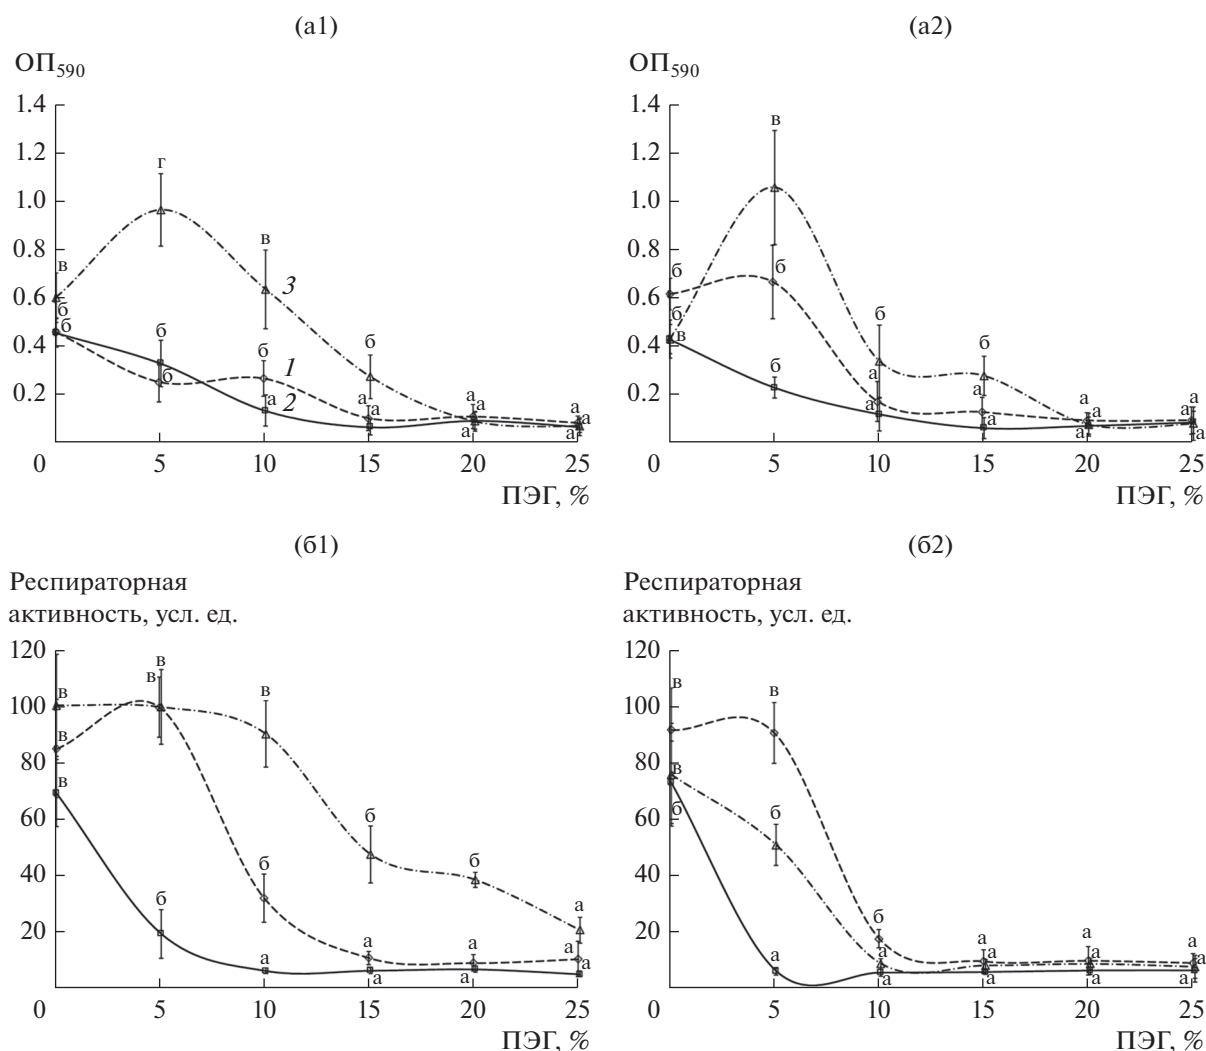 (а1)
ОП590
1.4
1.2
1.0
0.8
0.6
0.4
0.2
0
5
10
15
20
25
ПЭГ, %
в
б
б
г
б
б
в
3
б
1
а
2
б
а
а
а
а
а
а
а
а
(а2)
ОП590
1.4
1.2
1.0
0.8
0.6
0.4
0.2
0
5
10
15
20
25
ПЭГ, %
б
б
в
в
б
б
б
а
а
б
а
а
а
а
а
а
а
а
(б1)
Респираторная
активность, усл. ед.
120
100
80
60
40
20
0
5
10
15
20
25
ПЭГ, %
в
в
в
в
в
б
в
б
а
б
а
а
б
а
а
а
а
а
(б2)
Респираторная
активность, усл. ед.
120
100
80
60
40
20
0
5
10
15
20
25
ПЭГ, %
в
в
б
в
б
а
б
а
а
а
а
а
а
а
а
а
а
а